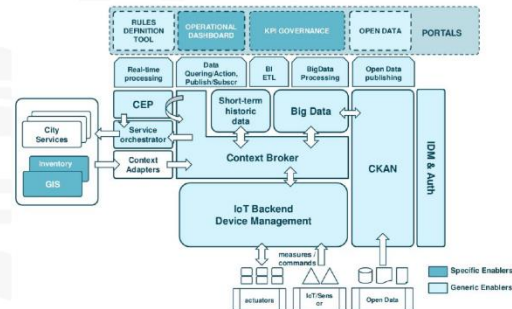 RULES
DEFINITION
TOOL
OPERATIONAL
DASHBOARD
KPI GOVERNANCE
OPEN DATA
PORTALS
Real-time
processing
Data
Quering/Action,
Publish/Subscr
BI
ETL
BigData
Processing
Open Data
publishing
CEP
Service
orchestrator
Context
Adapters
Short-term
historic
data
Big Data
Context Broker
CKAN
IDM & Auth
City
Services
Inventory
GIS
IoT Backend
Device Management
measures /
commands
actuators
IoT/Sens
or
Open Data
Specific Enablers
Generic Enablers